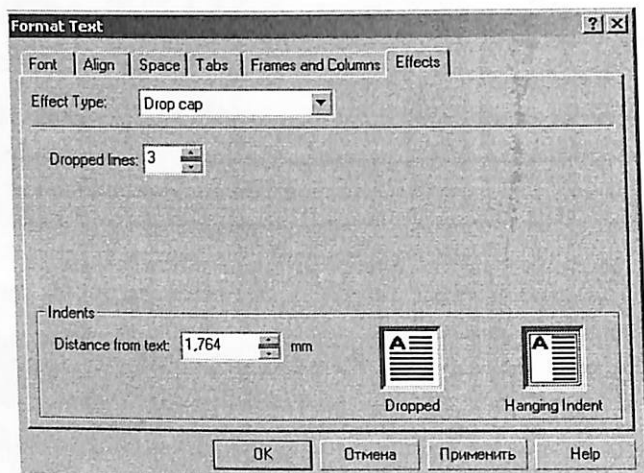 Format Text
Font Align Space Tabs Frames and Columns Effects
Effect Type: Drop cap
Dropped lines: 3
Indents
Distance from text: 1,764 mm
A A
Dropped Hanging Indent
OK Отмена Применить Help